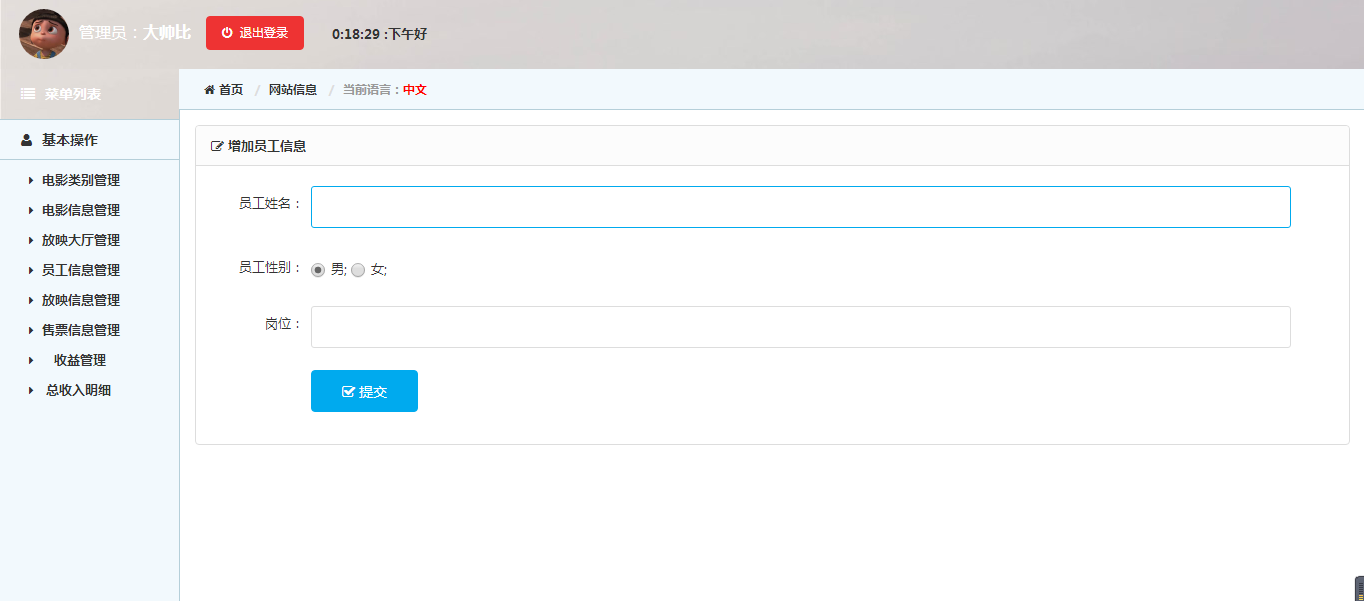 管理员：大帅比
退出登录
0:18:29 :下午好
菜单列表
首页 / 网站信息 / 当前语言：中文
基本操作
电影类别管理
电影信息管理
放映大厅管理
员工信息管理
放映信息管理
售票信息管理
收益管理
总收入明细
增加员工信息
员工姓名：
员工性别： 男; 女;
岗位：
提交